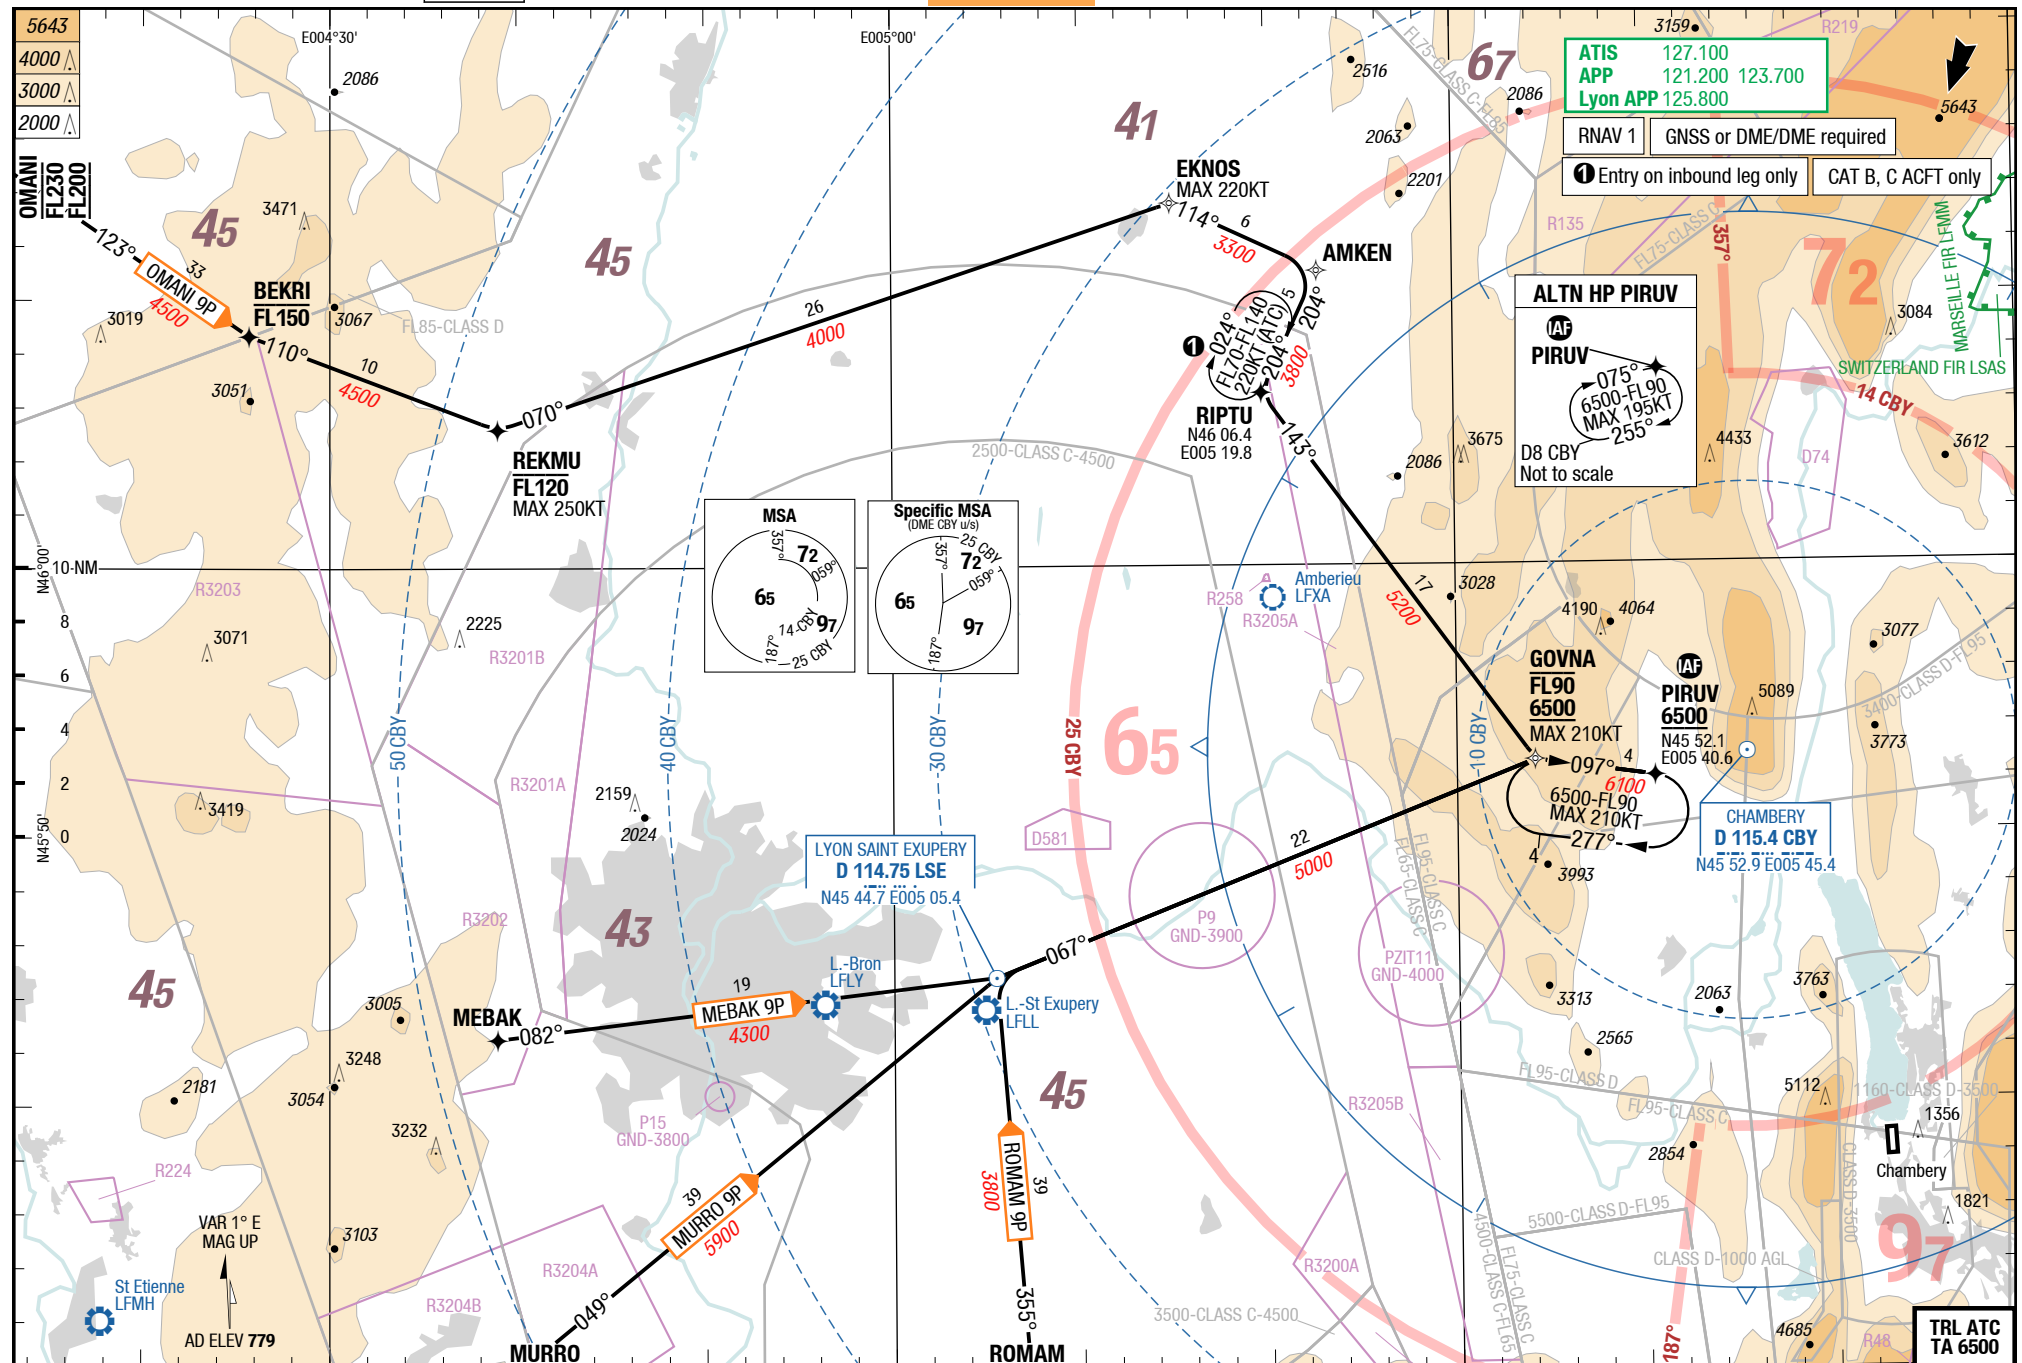 5643
4000
3000
2000
E004°30'
E005°00'
2086
2516
3159
R219
67
FL75-CLASS C-FL85
2086
2063
2201
41
ATIS 127.100
APP 121.200 123.700
Lyon APP 125.800
5643
RNAV 1
GNSS or DME/DME required
❶ Entry on inbound leg only
CAT B, C ACFT only
OMANI
FL230
FL200
123°
33
OMANI 9P
4500
45
3471
3019
BEKRI
FL150
3067
FL85-CLASS D
110°
10
4500
3051
45
REKMU
FL120
MAX 250KT
070°
26
4000
EKNOS
MAX 220KT
114°
6
3300
AMKEN
5
204°
3800
❶
024°
FL70-FL140
220KT (ATC)
204°
RIPTU
N46 06.4
E005 19.8
143°
17
5200
R135
FL75-CLASS C
357°
72
3084
MARSEILLE FIR LFMM
SWITZERLAND FIR LSAS
14 CBY
ALTN HP PIRUV
IAF
PIRUV
075°
6500-FL90
MAX 195KT
255°
D8 CBY
Not to scale
3675
2086
4433
D74
3612
2500-CLASS C-4500
MSA
357°
72
059°
65
14 CBY
97
187°
25 CBY
Specific MSA
(DME CBY u/s)
357°
25 CBY
72
059°
65
97
187°
N46°00'
10 NM
8
6
4
2
0
N45°50'
R3203
3071
2225
R3201B
R258
R3205A
Amberieu
LFXA
3028
4190
4064
3077
3400-CLASS D-FL95
GOVNA
FL90
6500
MAX 210KT
IAF
PIRUV
6500
N45 52.1
E005 40.6
5089
3773
097°
4
6100
6500-FL90
MAX 210KT
277°
4
3993
50 CBY
40 CBY
30 CBY
25 CBY
10 CBY
65
3419
R3201A
2159
2024
D581
22
5000
CHAMBERY
D 115.4 CBY
N45 52.9 E005 45.4
LYON SAINT EXUPERY
D 114.75 LSE
N45 44.7 E005 05.4
FL95-CLASS C
FL65-CLASS C
R3202
43
P9
GND-3900
067°
PZIT11
GND-4000
45
3005
MEBAK
082°
19
MEBAK 9P
4300
L.-Bron
LFLY
L.-St Exupery
LFLL
3313
2063
3763
2565
3248
3054
2181
3232
P15
GND-3800
45
R3205B
FL95-CLASS D
FL95-CLASS C
5112
1160-CLASS D-3500
1356
2854
Chambery
R224
VAR 1° E
MAG UP
AD ELEV 779
3103
39
MURRO 9P
5900
39
ROMAM 9P
3800
CLASS D-3500
1821
5500-CLASS D-FL95
CLASS D-1000 AGL
97
St Etienne
LFMH
R3204A
R3204B
049°
MURRO
355°
ROMAM
R3200A
3500-CLASS C-4500
4500-CLASS C-FL65
FL75-CLASS C
187°
4685
R48
TRL ATC
TA 6500